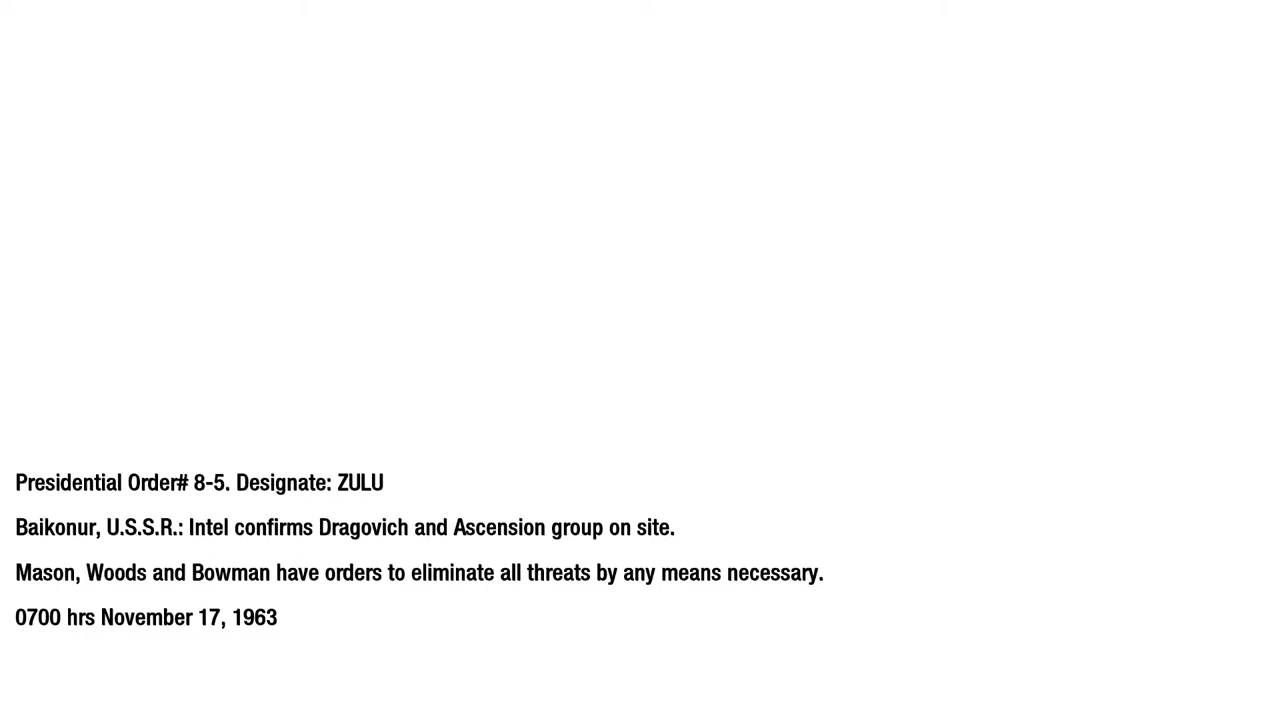 Presidential Order# 8-5. Designate: ZULU
Baikonur, U.S.S.R.: Intel confirms Dragovich and Ascension group on site.
Mason, Woods and Bowman have orders to eliminate all threats by any means necessary.
0700 hrs November 17, 1963